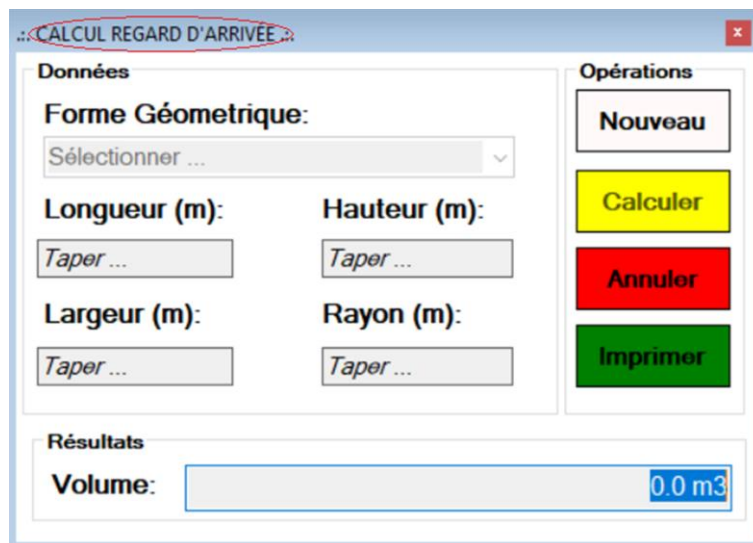 .:: CALCUL REGARD D'ARRIVÉE ::.
x
Données
Forme Géometrique:
Sélectionner ...
Longueur (m):
Hauteur (m):
Taper ...
Taper ...
Largeur (m):
Rayon (m):
Taper ...
Taper ...
Opérations
Nouveau
Calculer
Annuler
Imprimer
Résultats
Volume:
0.0 m3